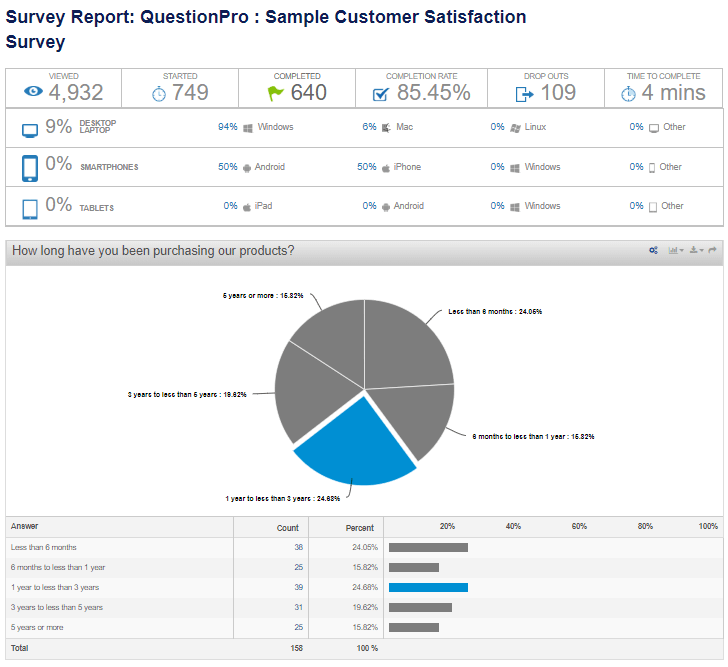 Survey Report: QuestionPro : Sample Customer Satisfaction
Survey
VIEWED STARTED COMPLETED COMPLETION RATE DROP OUTS TIME TO COMPLETE
4,932 749 640 85.45% 109 4 mins
9% DESKTOP LAPTOP 94% Windows 6% Mac 0% Linux 0% Other
0% SMARTPHONES 50% Android 50% iPhone 0% Windows 0% Other
0% TABLETS 0% iPad 0% Android 0% Windows 0% Other
How long have you been purchasing our products?
5 years or more : 15.82%
Less than 6 months : 24.05%
3 years to less than 5 years : 19.62%
6 months to less than 1 year : 15.82%
1 year to less than 3 years : 24.68%
Answer Count Percent 20% 40% 60% 80% 100%
Less than 6 months 38 24.05%
6 months to less than 1 year 25 15.82%
1 year to less than 3 years 39 24.68%
3 years to less than 5 years 31 19.62%
5 years or more 25 15.82%
Total 158 100 %